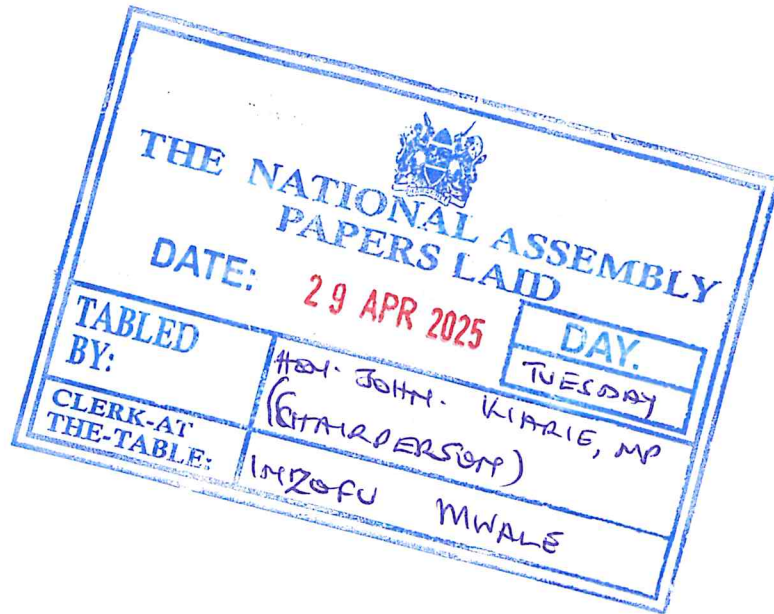 THE NATIONAL ASSEMBLY
PAPERS LAID
DATE: 29 APR 2025
DAY.
TUESDAY
TABLED
BY:
HON. JOHN. KIARIE, MP
(CHAIRPERSON)
CLERK-AT
THE-TABLE:
INZOFU MWALE